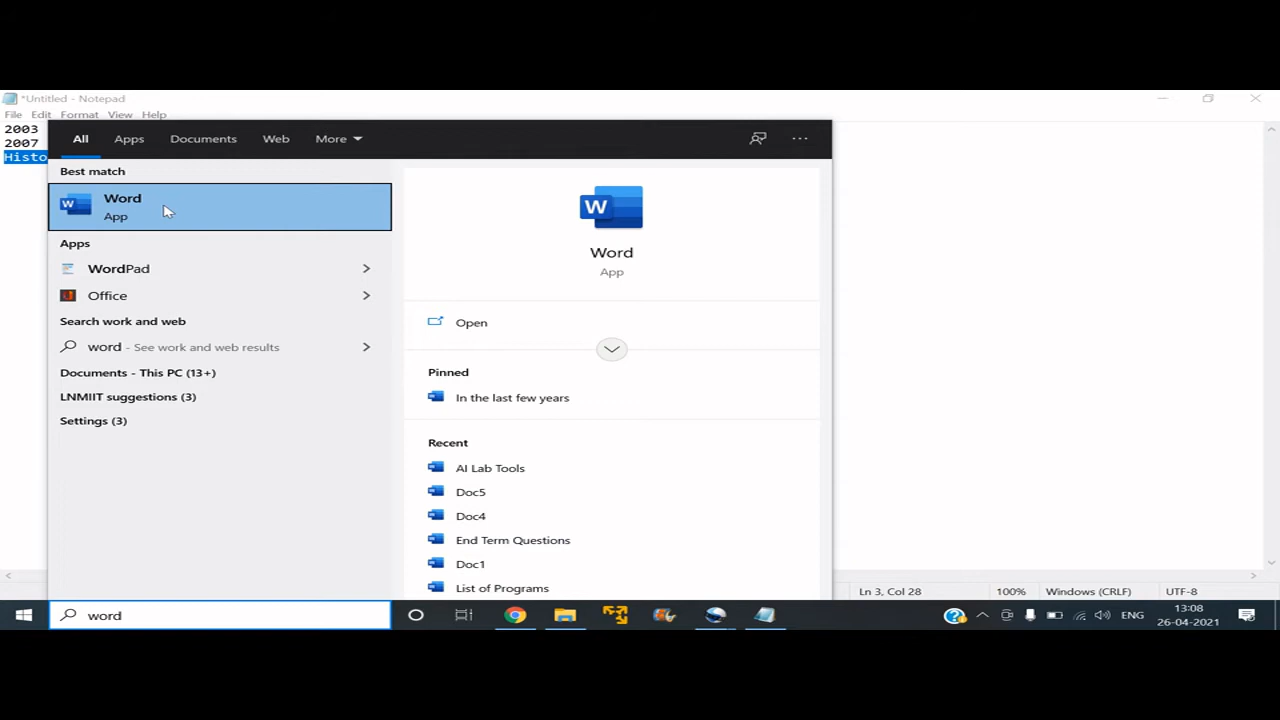 *Untitled - Notepad
File Edit Format View Help
2003
2007
Histo
All Apps Documents Web More
Best match
Word
App
Apps
WordPad
Office
Search work and web
word - See work and web results
Documents - This PC (13+)
LNMIIT suggestions (3)
Settings (3)
W
Word
App
Open
Pinned
In the last few years
Recent
AI Lab Tools
Doc5
Doc4
End Term Questions
Doc1
List of Programs
Ln 3, Col 28 100% Windows (CRLF) UTF-8
word
ENG
13:08
26-04-2021